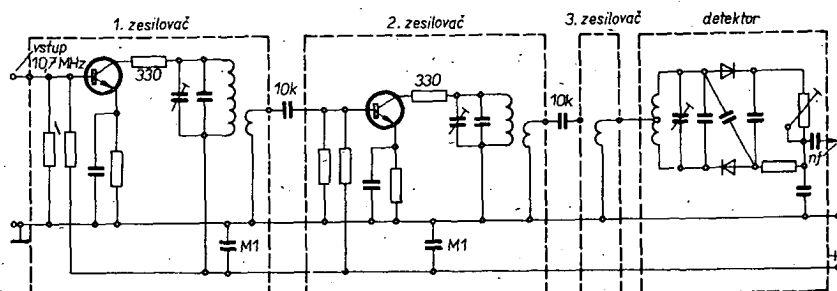 1. zesilovač
2. zesilovač
3. zesilovač
detektor
vstup
10,7 MHz
330
10k
330
10k
nf
M1
M1